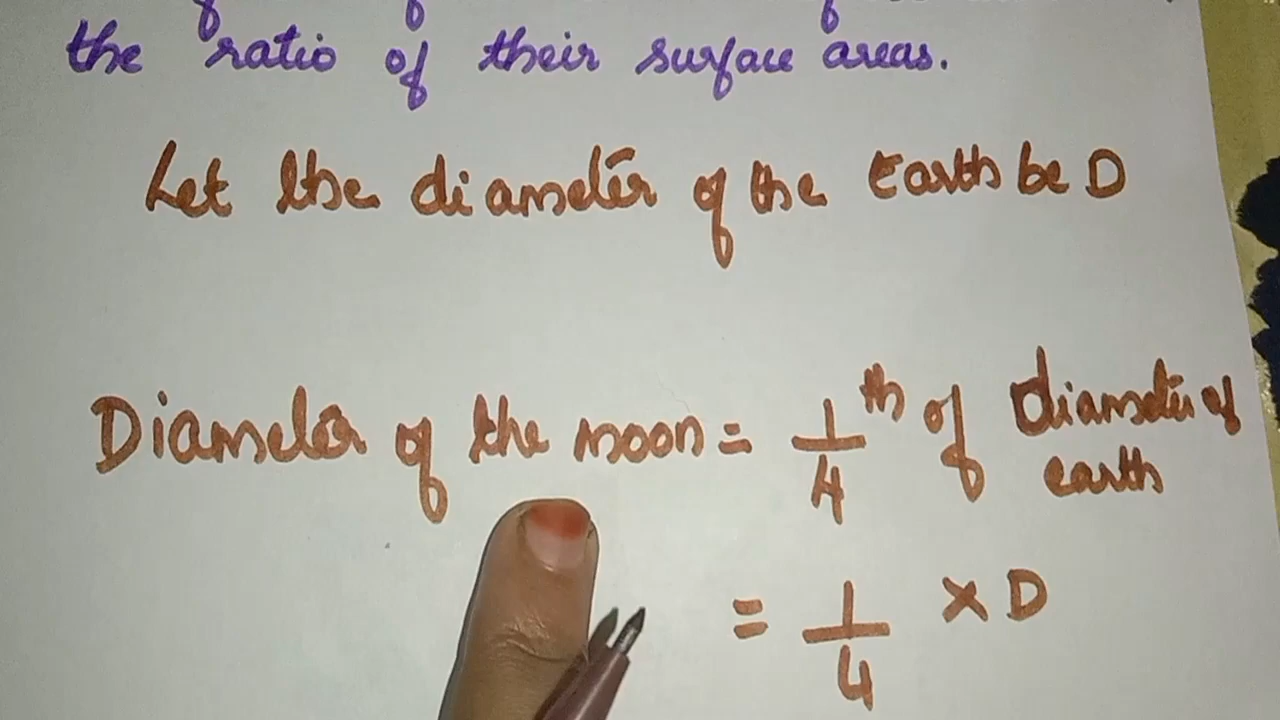 the ratio of their surface areas.
Let the diameter of the Earth be D
Diameter of the moon = 1/4 th of diameter of
earth
= 1/4 × D